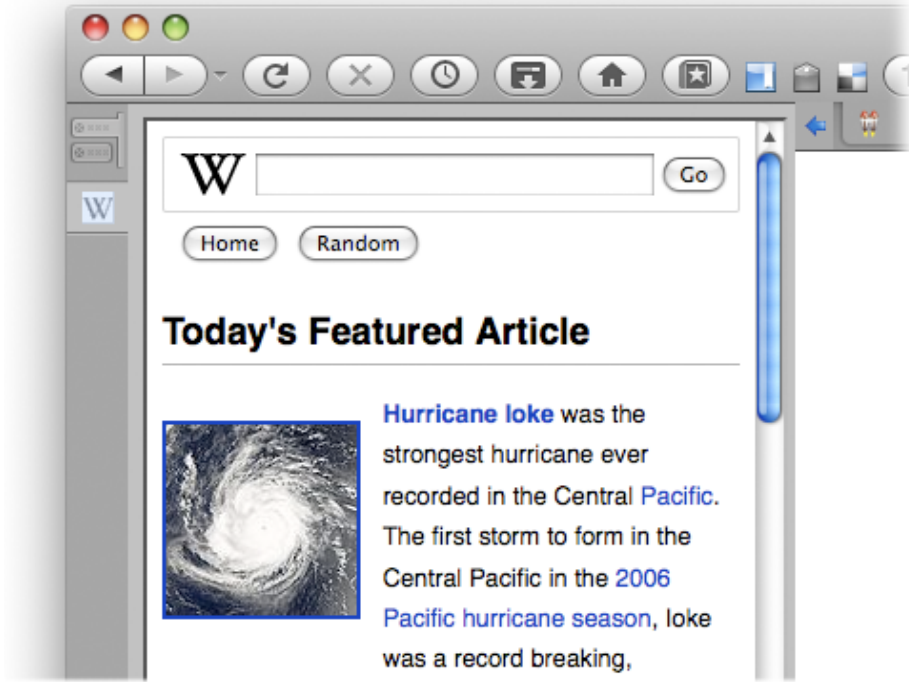 W
Go
W
Home Random
Today's Featured Article
Hurricane Ioke was the
strongest hurricane ever
recorded in the Central Pacific.
The first storm to form in the
Central Pacific in the 2006
Pacific hurricane season, Ioke
was a record breaking,